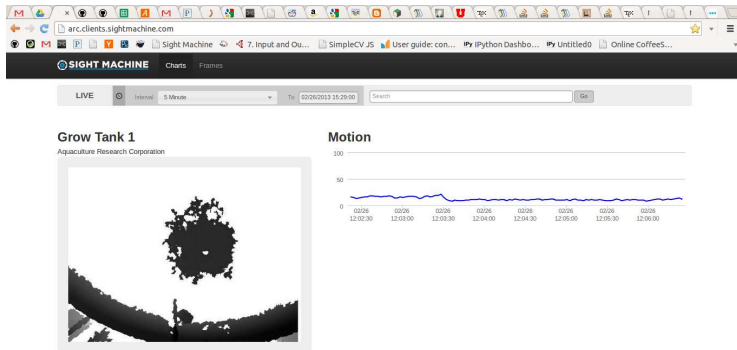 arc.clients.sightmachine.com
Sight Machine
7. Input and Ou...
SimpleCV JS
User guide: con...
IPy IPython Dashbo...
IPy Untitled0
Online CoffeeS...
SIGHT MACHINE
Charts
Frames
LIVE
Interval
5 Minute
To
02/26/2013 15:29:00
Search
Go
Grow Tank 1
Aquaculture Research Corporation
Motion
100
50
0
02/26 02/26 02/26 02/26 02/26 02/26 02/26 02/26
12:02:30 12:03:00 12:03:30 12:04:00 12:04:30 12:05:00 12:05:30 12:06:00